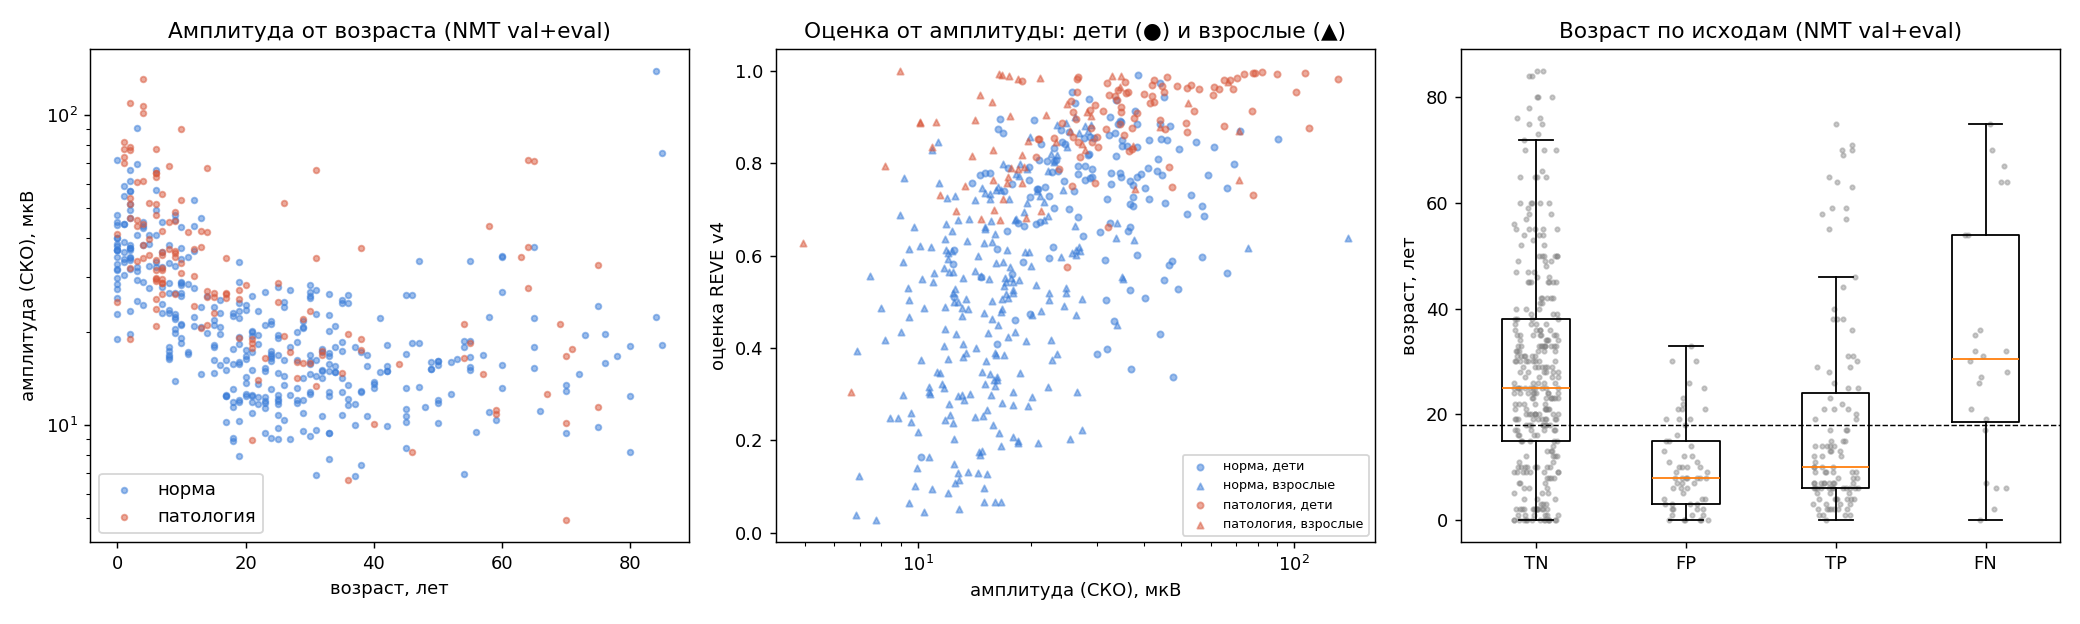 Амплитуда от возраста (NMT val+eval)
амплитуда (СКО), мкВ
10²
10¹
0
20
40
60
80
возраст, лет
норма
патология
Оценка от амплитуды: дети (●) и взрослые (▲)
оценка REVE v4
1.0
0.8
0.6
0.4
0.2
0.0
10¹
10²
амплитуда (СКО), мкВ
норма, дети
норма, взрослые
патология, дети
патология, взрослые
Возраст по исходам (NMT val+eval)
возраст, лет
80
60
40
20
0
TN
FP
TP
FN